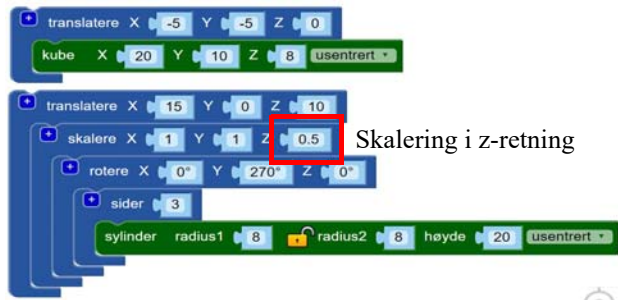 translatere X -5 Y -5 Z 0
kube X 20 Y 10 Z 8 usentrert
translatere X 15 Y 0 Z 10
skalere X 1 Y 1 Z 0.5 Skalering i z-retning
rotere X 0° Y 270° Z 0°
sider 3
sylinder radius1 8 radius2 8 høyde 20 usentrert